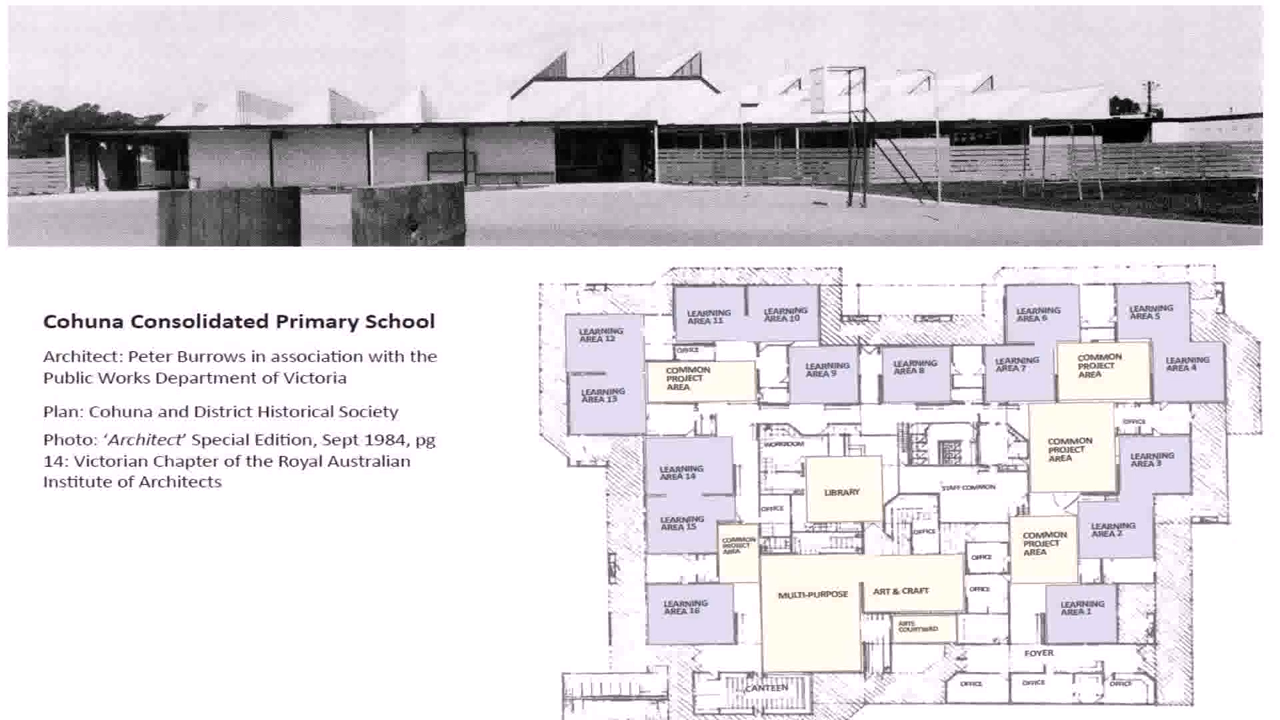 Cohuna Consolidated Primary School
Architect: Peter Burrows in association with the
Public Works Department of Victoria
Plan: Cohuna and District Historical Society
Photo: ‘Architect’ Special Edition, Sept 1984, pg
14: Victorian Chapter of the Royal Australian
Institute of Architects
LEARNING
AREA 11
LEARNING
AREA 10
LEARNING
AREA 6
LEARNING
AREA 5
LEARNING
AREA 12
OFFICE
COMMON
PROJECT
AREA
LEARNING
AREA 9
LEARNING
AREA 8
LEARNING
AREA 7
COMMON
PROJECT
AREA
LEARNING
AREA 4
LEARNING
AREA 13
OFFICE
WORKROOM
COMMON
PROJECT
AREA
LEARNING
AREA 3
LEARNING
AREA 14
LIBRARY
STAFF COMMON
OFFICE
LEARNING
AREA 15
OFFICE
LEARNING
AREA 2
COMMON
PROJECT
AREA
COMMON
PROJECT
AREA
OFFICE
MULTI-PURPOSE
ART & CRAFT
OFFICE
LEARNING
AREA 16
LEARNING
AREA 1
ARTS
COURTYARD
FOYER
CANTEEN
OFFICE
OFFICE
OFFICE